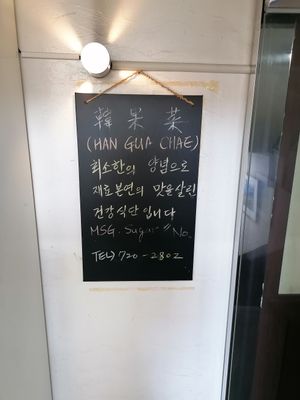 韓果菜
(HAN GUA CHAE)
최소한의 양념으로
재료본연의 맛을살린
건강식단 입니다
MSG. Sugar " No.
TEL) 720-2802